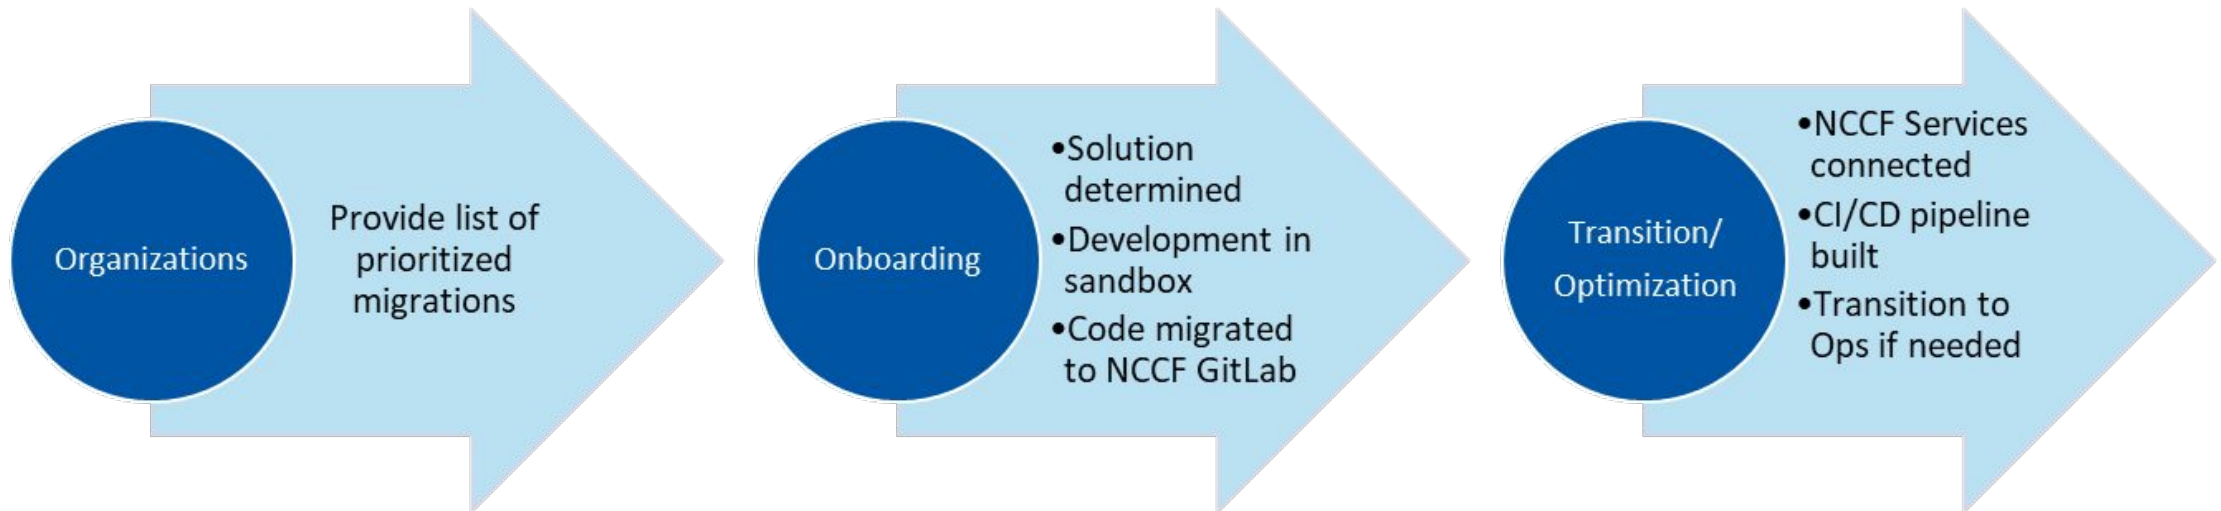 Organizations
Provide list of
prioritized
migrations
Onboarding
•Solution
determined
•Development in
sandbox
•Code migrated
to NCCF GitLab
Transition/
Optimization
•NCCF Services
connected
•CI/CD pipeline
built
•Transition to
Ops if needed